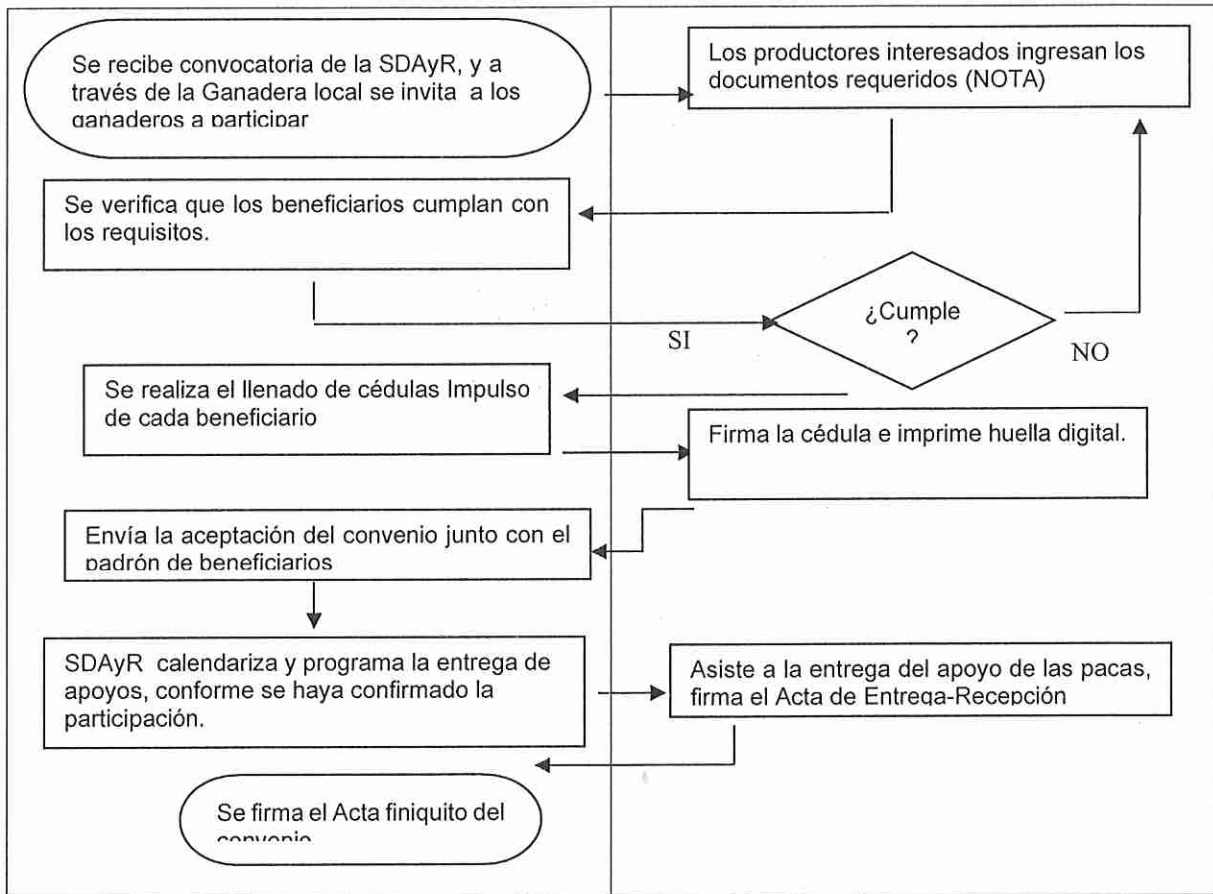 Se recibe convocatoria de la SDAyR, y a
través de la Ganadera local se invita a los
ganaderos a participar
Los productores interesados ingresan los
documentos requeridos (NOTA)
Se verifica que los beneficiarios cumplan con
los requisitos.
¿Cumple
?
SI
NO
Se realiza el llenado de cédulas Impulso
de cada beneficiario
Firma la cédula e imprime huella digital.
Envía la aceptación del convenio junto con el
padrón de beneficiarios
SDAyR calendariza y programa la entrega de
apoyos, conforme se haya confirmado la
participación.
Asiste a la entrega del apoyo de las pacas,
firma el Acta de Entrega-Recepción
Se firma el Acta finiquito del
convenio